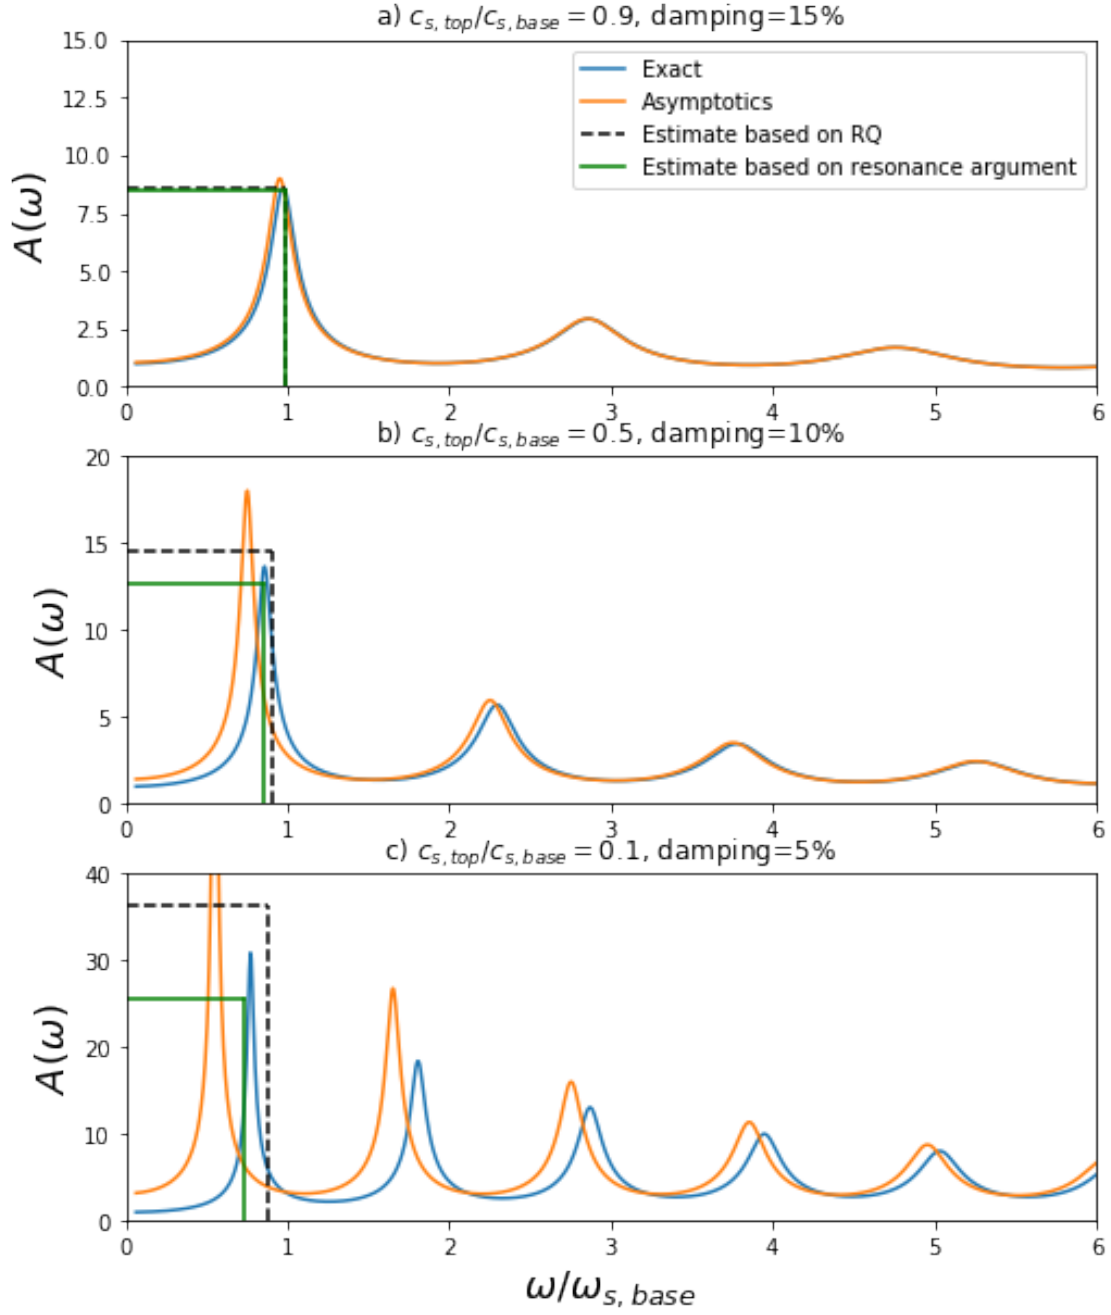 a) c_{s, top}/c_{s, base} = 0.9, damping=15%
15.0
12.5
10.0
7.5
5.0
2.5
0.0
A(ω)
Exact
Asymptotics
Estimate based on RQ
Estimate based on resonance argument
0 1 2 3 4 5 6
b) c_{s, top}/c_{s, base} = 0.5, damping=10%
20
15
10
5
0
A(ω)
0 1 2 3 4 5 6
c) c_{s, top}/c_{s, base} = 0.1, damping=5%
40
30
20
10
0
A(ω)
0 1 2 3 4 5 6
ω/ω_{s, base}